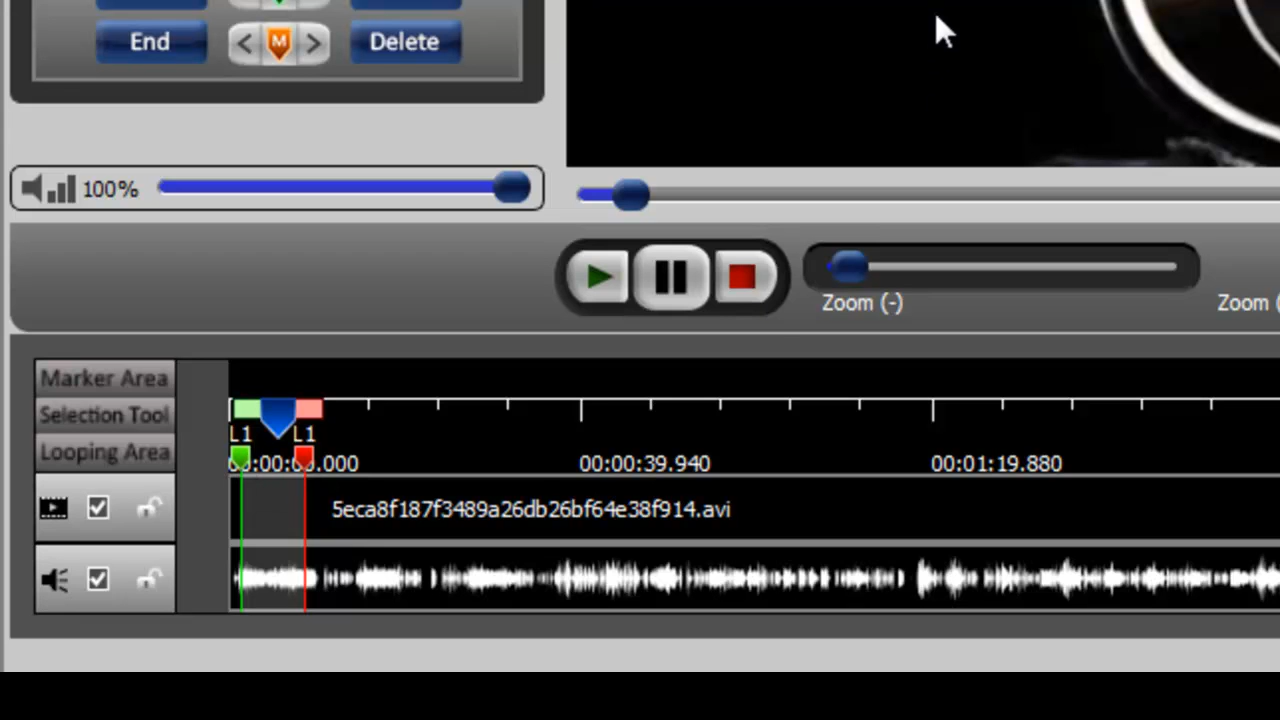 End
M
Delete
100%
Zoom (-)
Zoom (
Marker Area
Selection Tool
Looping Area
L1
L1
00:00:39.940
00:01:19.880
5eca8f187f3489a26db26bf64e38f914.avi